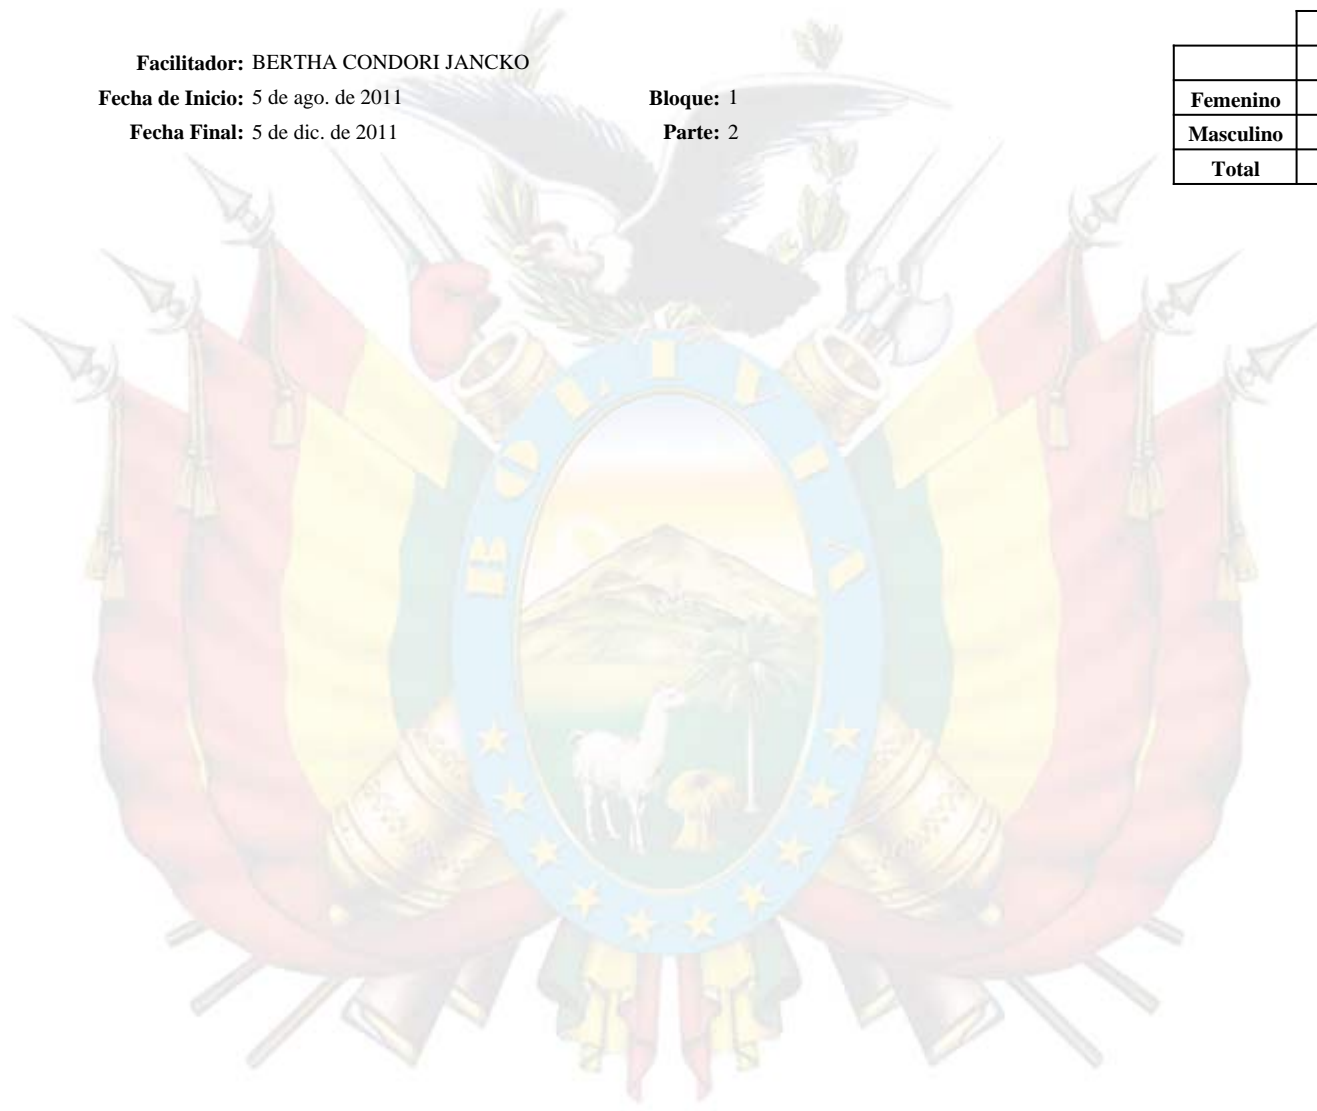 Facilitador: BERTHA CONDORI JANCKO
Fecha de Inicio: 5 de ago. de 2011 Bloque: 1
Fecha Final: 5 de dic. de 2011 Parte: 2
Femenino
Masculino
Total
BOLIVIA